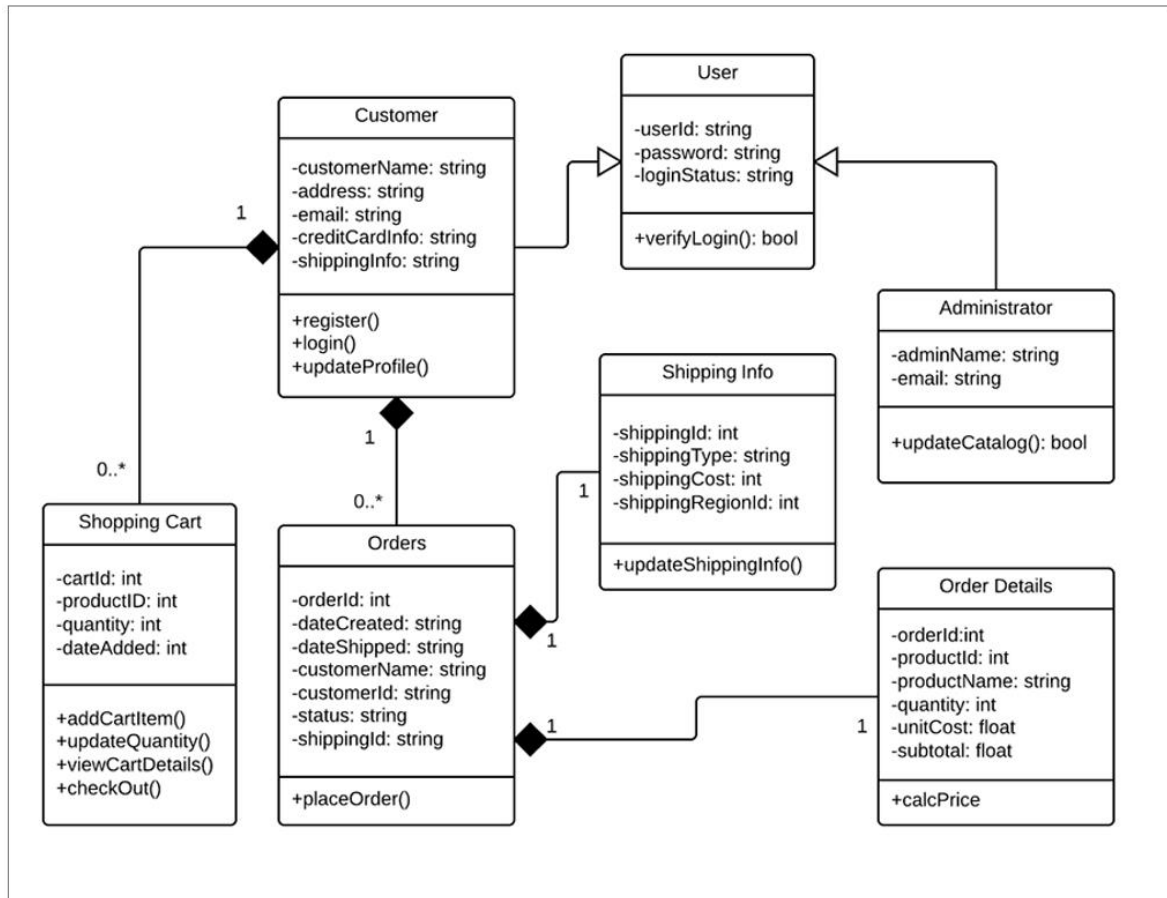 User
-userId: string
-password: string
-loginStatus: string
+verifyLogin(): bool
Customer
-customerName: string
-address: string
-email: string
-creditCardInfo: string
-shippingInfo: string
+register()
+login()
+updateProfile()
1
0..*
1
0..*
Administrator
-adminName: string
-email: string
+updateCatalog(): bool
Shipping Info
-shippingId: int
-shippingType: string
-shippingCost: int
-shippingRegionId: int
+updateShippingInfo()
1
1
Shopping Cart
-cartId: int
-productID: int
-quantity: int
-dateAdded: int
+addCartItem()
+updateQuantity()
+viewCartDetails()
+checkOut()
Orders
-orderId: int
-dateCreated: string
-dateShipped: string
-customerName: string
-customerId: string
-status: string
-shippingId: string
+placeOrder()
1
1
Order Details
-orderId:int
-productId: int
-productName: string
-quantity: int
-unitCost: float
-subtotal: float
+calcPrice